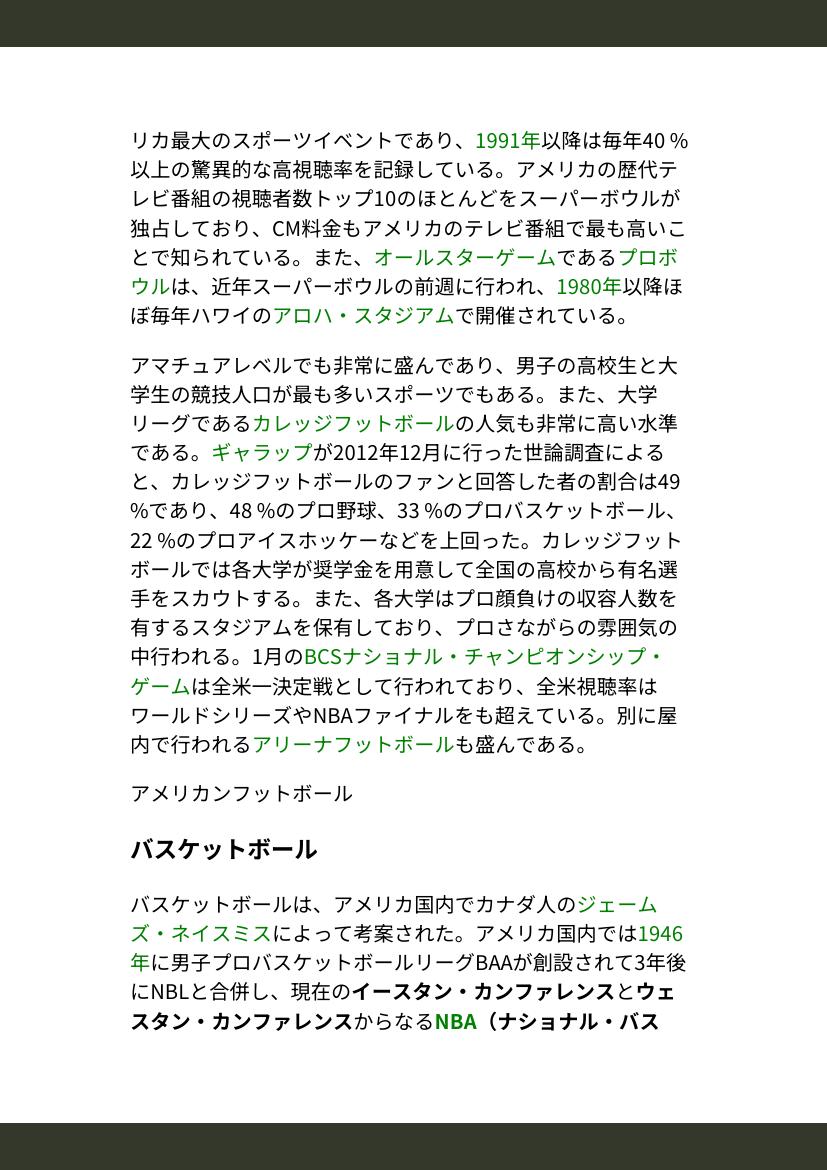 リカ最大のスポーツイベントであり、1991年以降は毎年40 %
以上の驚異的な高視聴率を記録している。アメリカの歴代テ
レビ番組の視聴者数トップ10のほとんどをスーパーボウルが
独占しており、CM料金もアメリカのテレビ番組で最も高いこ
とで知られている。また、オールスターゲームであるプロボ
ウルは、近年スーパーボウルの前週に行われ、1980年以降ほ
ぼ毎年ハワイのアロハ・スタジアムで開催されている。
アマチュアレベルでも非常に盛んであり、男子の高校生と大
学生の競技人口が最も多いスポーツでもある。また、大学
リーグであるカレッジフットボールの人気も非常に高い水準
である。ギャラップが2012年12月に行った世論調査による
と、カレッジフットボールのファンと回答した者の割合は49
%であり、48 %のプロ野球、33 %のプロバスケットボール、
22 %のプロアイスホッケーなどを上回った。カレッジフット
ボールでは各大学が奨学金を用意して全国の高校から有名選
手をスカウトする。また、各大学はプロ顔負けの収容人数を
有するスタジアムを保有しており、プロさながらの雰囲気の
中行われる。1月のBCSナショナル・チャンピオンシップ・
ゲームは全米一決定戦として行われており、全米視聴率は
ワールドシリーズやNBAファイナルをも超えている。別に屋
内で行われるアリーナフットボールも盛んである。
アメリカンフットボール
バスケットボール
バスケットボールは、アメリカ国内でカナダ人のジェーム
ズ・ネイスミスによって考案された。アメリカ国内では1946
年に男子プロバスケットボールリーグBAAが創設されて3年後
にNBLと合併し、現在のイースタン・カンファレンスとウェ
スタン・カンファレンスからなるNBA（ナショナル・バス